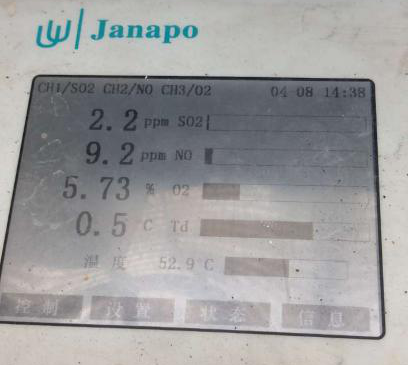 Janapo
CH1/SO2 CH2/NO CH3/O2 04 08 14:38
2.2 ppm SO2
9.2 ppm NO
5.73 % O2
0.5 C Td
温度 52.9 C
控制 设置 状态 信息